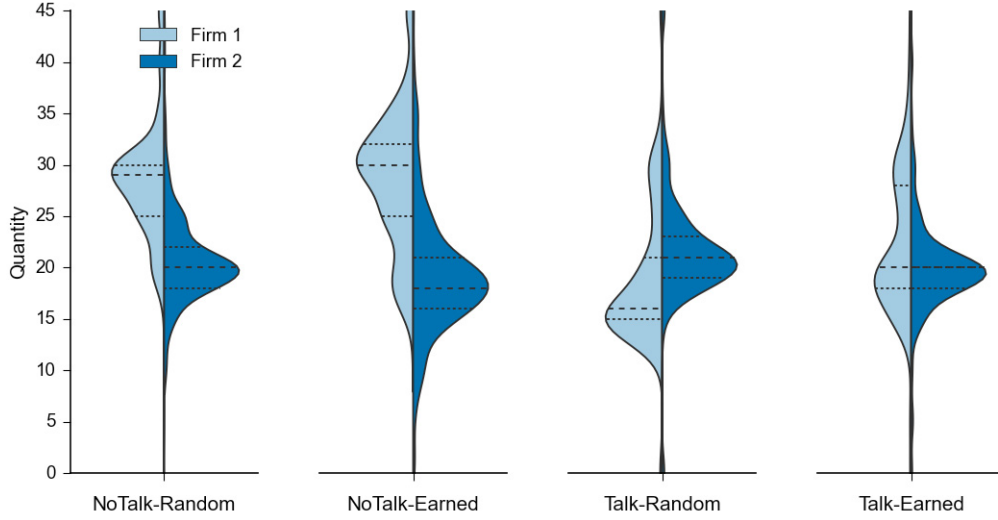 45
40
35
30
25
20
15
10
5
0
Quantity
Firm 1
Firm 2
NoTalk-Random
NoTalk-Earned
Talk-Random
Talk-Earned